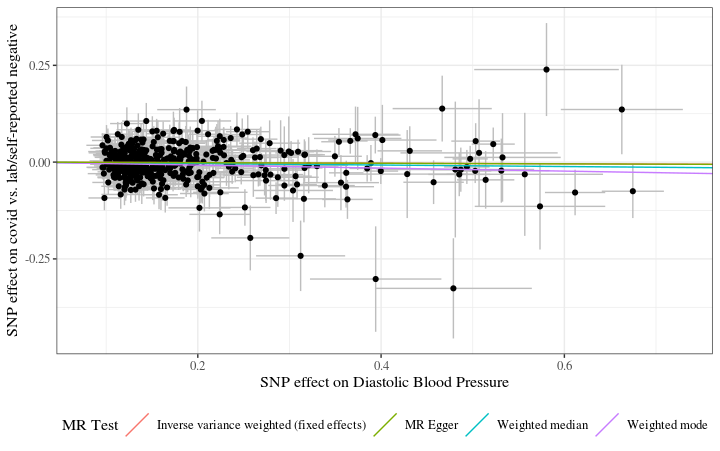 SNP effect on covid vs. lab/self-reported negative
0.25
0.00
-0.25
0.2
0.4
0.6
SNP effect on Diastolic Blood Pressure
MR Test
Inverse variance weighted (fixed effects)
MR Egger
Weighted median
Weighted mode